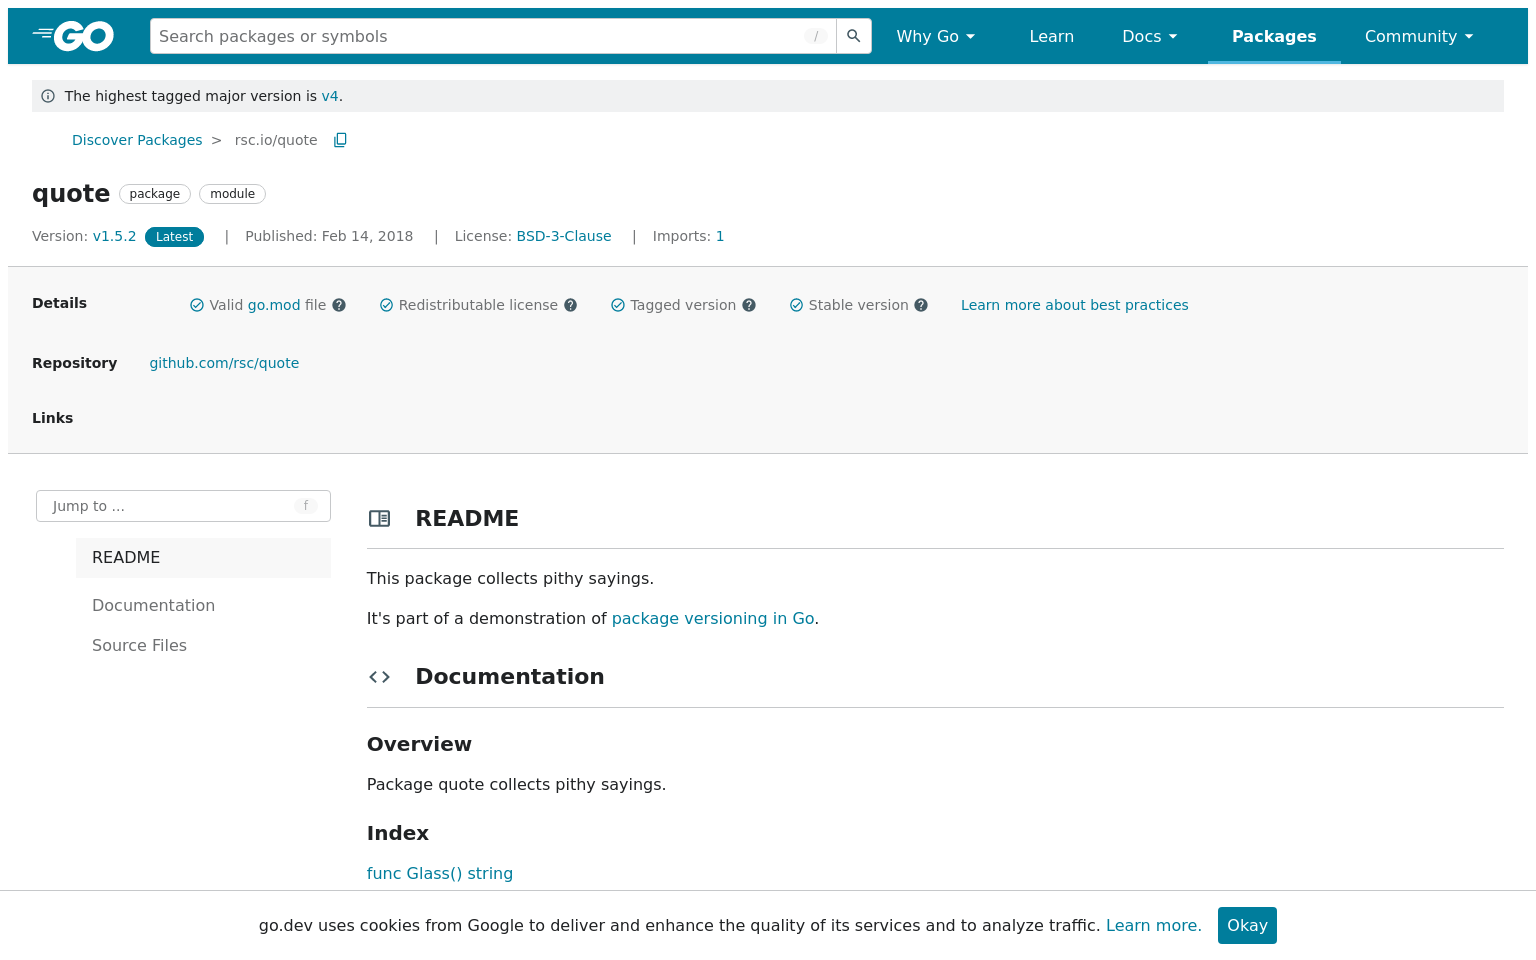 GO
Search packages or symbols /
Why Go
Learn
Docs
Packages
Community
The highest tagged major version is v4.
Discover Packages > rsc.io/quote
quote package module
Version: v1.5.2 Latest | Published: Feb 14, 2018 | License: BSD-3-Clause | Imports: 1
Details Valid go.mod file Redistributable license Tagged version Stable version Learn more about best practices
Repository github.com/rsc/quote
Links
Jump to ... f
README
Documentation
Source Files
README
This package collects pithy sayings.
It's part of a demonstration of package versioning in Go.
Documentation
Overview
Package quote collects pithy sayings.
Index
func Glass() string
go.dev uses cookies from Google to deliver and enhance the quality of its services and to analyze traffic. Learn more. Okay